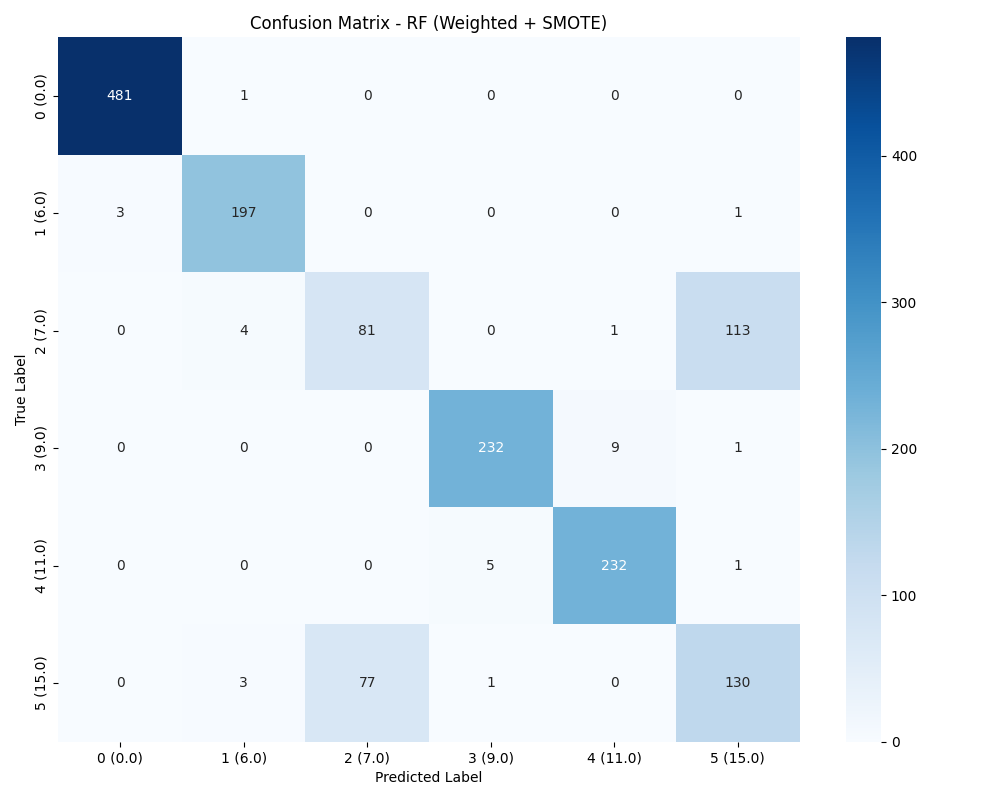 Confusion Matrix - RF (Weighted + SMOTE)
0 (0.0) 481 1 0 0 0 0
1 (6.0) 3 197 0 0 0 1
2 (7.0) 0 4 81 0 1 113
3 (9.0) 0 0 0 232 9 1
4 (11.0) 0 0 0 5 232 1
5 (15.0) 0 3 77 1 0 130
0 (0.0) 1 (6.0) 2 (7.0) 3 (9.0) 4 (11.0) 5 (15.0)
Predicted Label
True Label
400
300
200
100
0